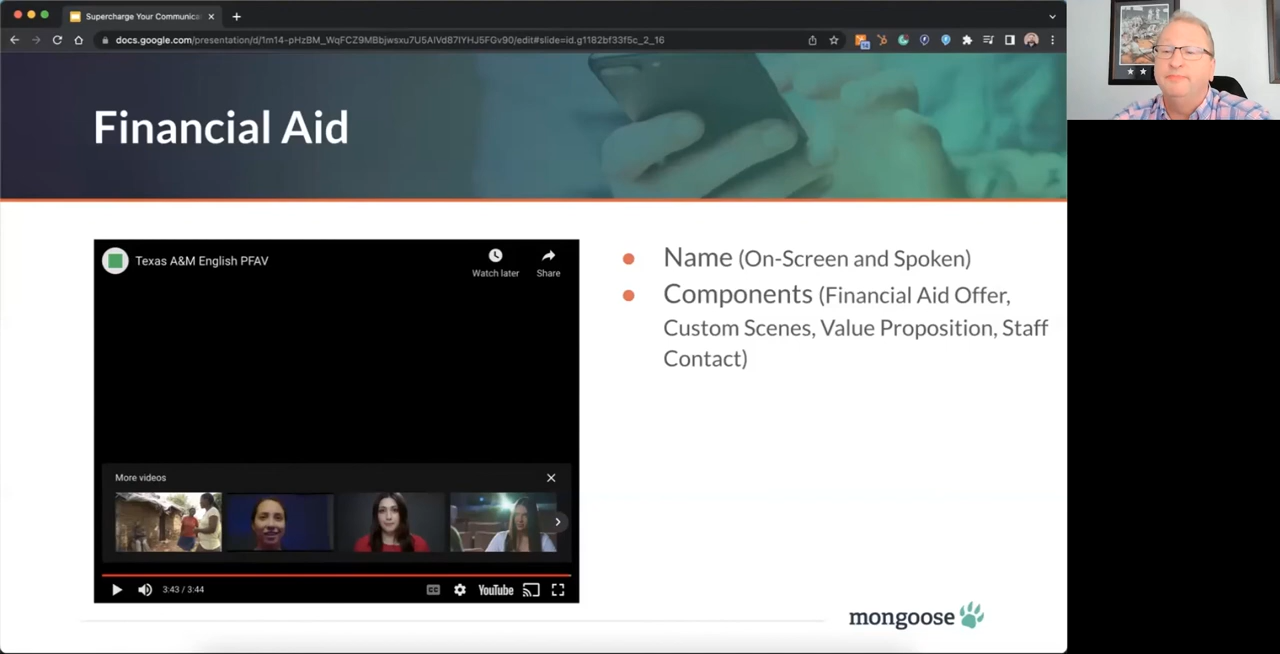 Supercharge Your Communica
docs.google.com/presentation/d/1m14-pHzBM_WqFCZ9MBbjwsxu7U5AlVd87IYHJ5FGv90/edit#slide=id.g1182bf33f5c_2_16
Financial Aid
Texas A&M English PFAV
Watch later
Share
More videos
3:43 / 3:44
CC
YouTube
Name (On-Screen and Spoken)
Components (Financial Aid Offer,
Custom Scenes, Value Proposition, Staff
Contact)
mongoose